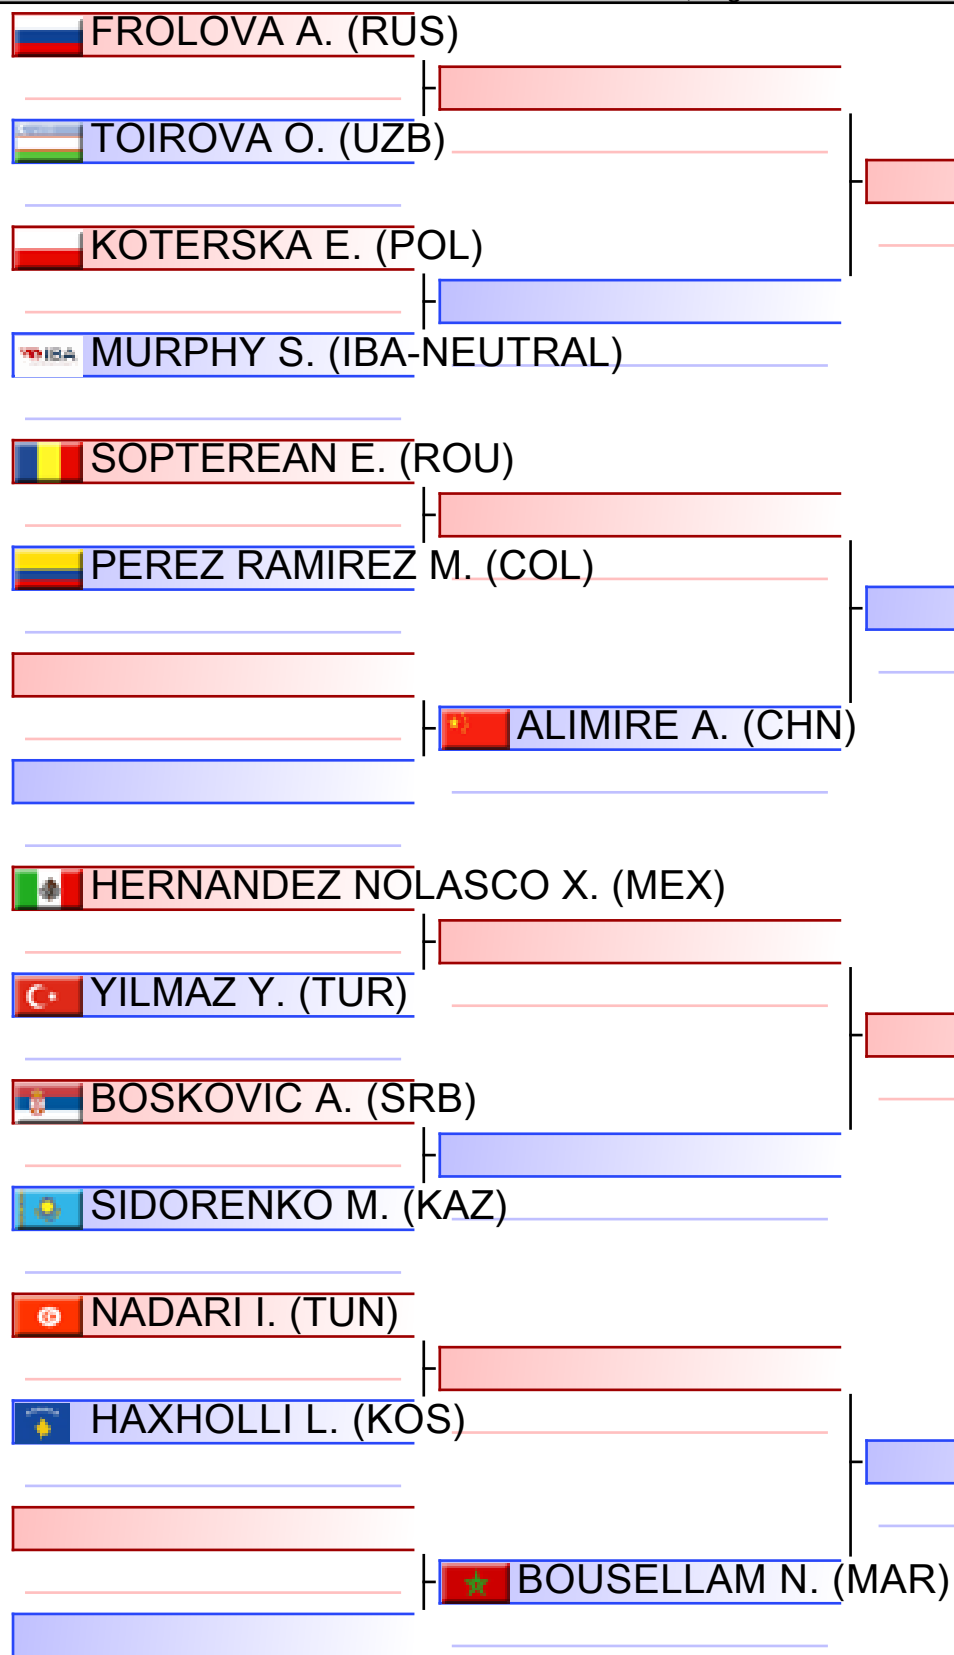 FROLOVA A. (RUS)
TOIROVA O. (UZB)
KOTERSKA E. (POL)
IBA
MURPHY S. (IBA-NEUTRAL)
SOPTEREAN E. (ROU)
PEREZ RAMIREZ M. (COL)
ALIMIRE A. (CHN)
HERNANDEZ NOLASCO X. (MEX)
YILMAZ Y. (TUR)
BOSKOVIC A. (SRB)
SIDORENKO M. (KAZ)
NADARI I. (TUN)
HAXHOLLI L. (KOS)
BOUSELLAM N. (MAR)